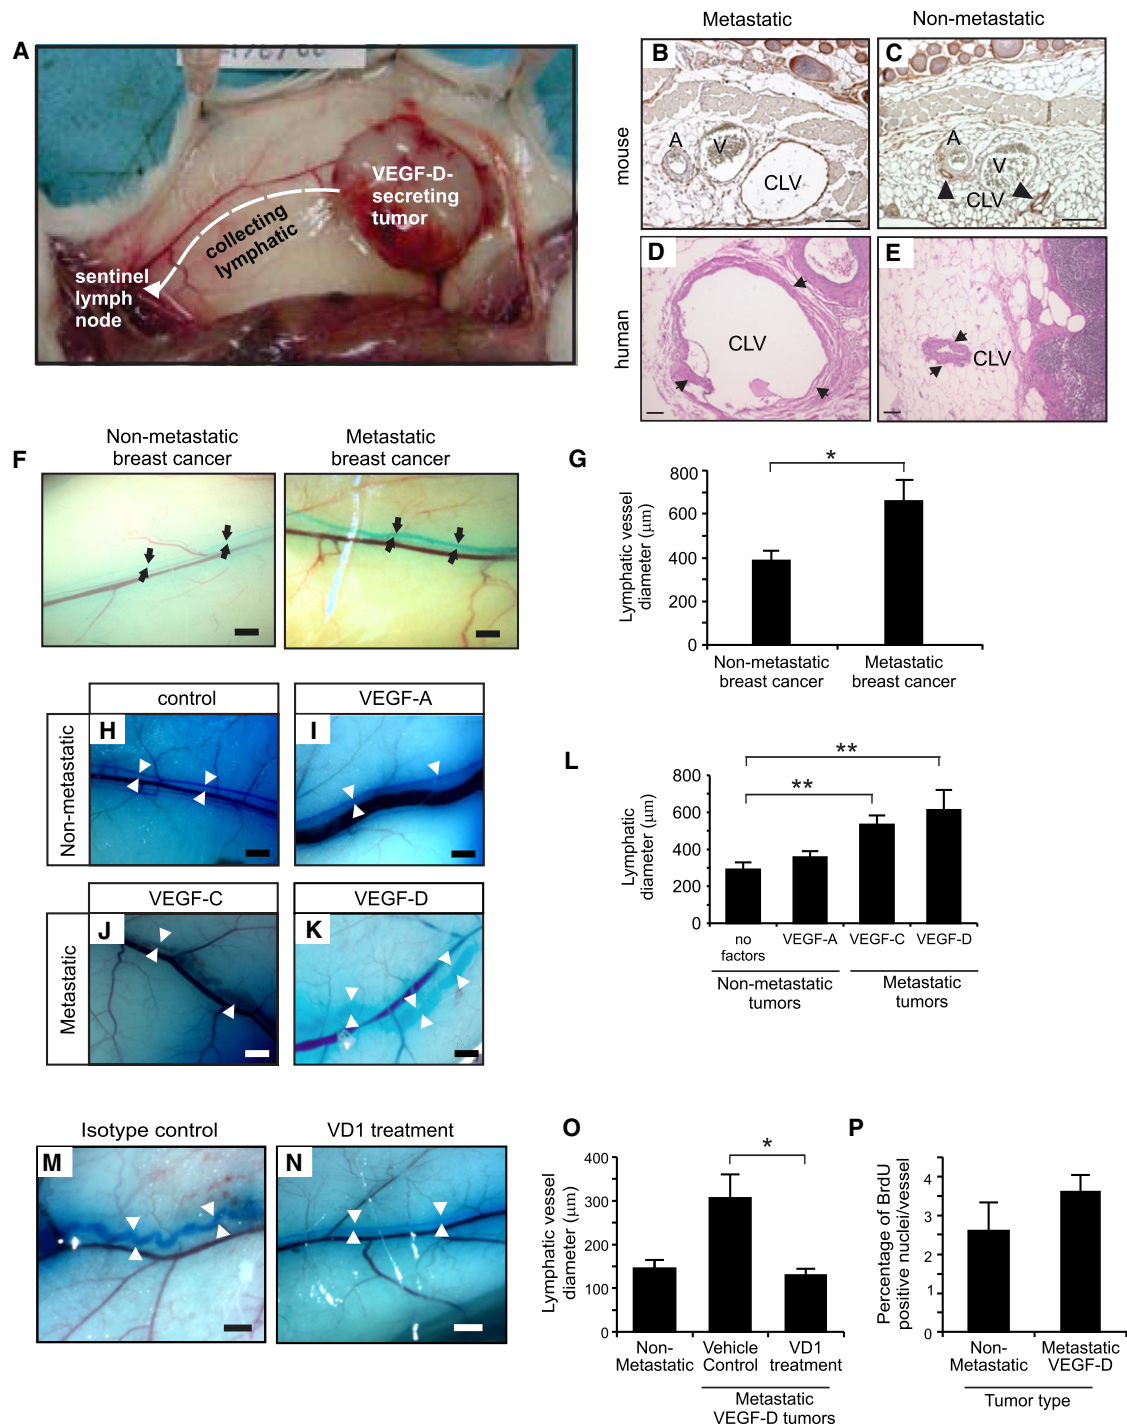 A
VEGF-D-
secreting
tumor
collecting
lymphatic
sentinel
lymph
node
Metastatic
Non-metastatic
mouse
B
A
V
CLV
C
A
V
CLV
human
D
CLV
E
CLV
F
Non-metastatic
breast cancer
Metastatic
breast cancer
G
Lymphatic vessel
diameter (µm)
800
600
400
200
0
*
Non-metastatic
breast cancer
Metastatic
breast cancer
control
VEGF-A
Non-metastatic
H
I
VEGF-C
VEGF-D
Metastatic
J
K
L
Lymphatic
diameter (µm)
800
600
400
200
0
**
**
no
factors
VEGF-A
VEGF-C
VEGF-D
Non-metastatic
tumors
Metastatic
tumors
Isotype control
VD1 treatment
M
N
O
Lymphatic vessel
diameter (µm)
400
300
200
100
0
*
Non-
Metastatic
Vehicle
Control
VD1
treatment
Metastatic
VEGF-D tumors
P
Percentage of BrdU
positive nuclei/vessel
4
3
2
1
0
Non-
Metastatic
Metastatic
VEGF-D
Tumor type